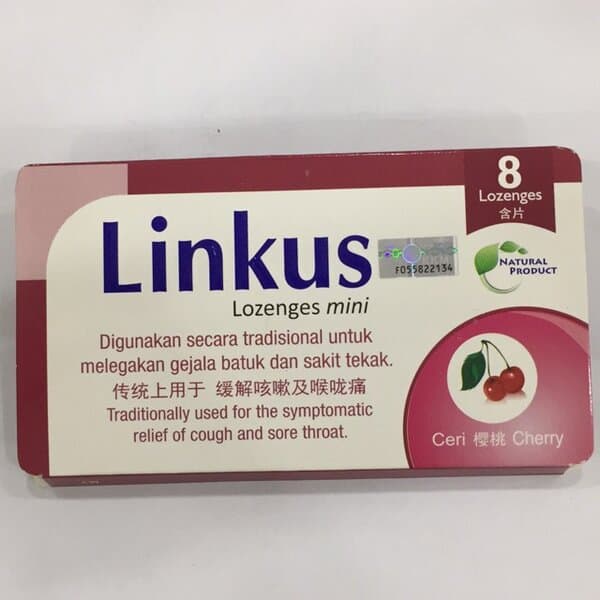 8
Lozenges
含片
Linkus
F055822134
NATURAL
PRODUCT
Lozenges mini
Digunakan secara tradisional untuk
melegakan gejala batuk dan sakit tekak.
传统上用于 缓解咳嗽及喉咙痛
Traditionally used for the symptomatic
relief of cough and sore throat.
Ceri 樱桃 Cherry